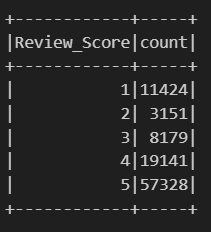 +------------+-----+
|Review_Score|count|
+------------+-----+
|           1|11424|
|           2| 3151|
|           3| 8179|
|           4|19141|
|           5|57328|
+------------+-----+